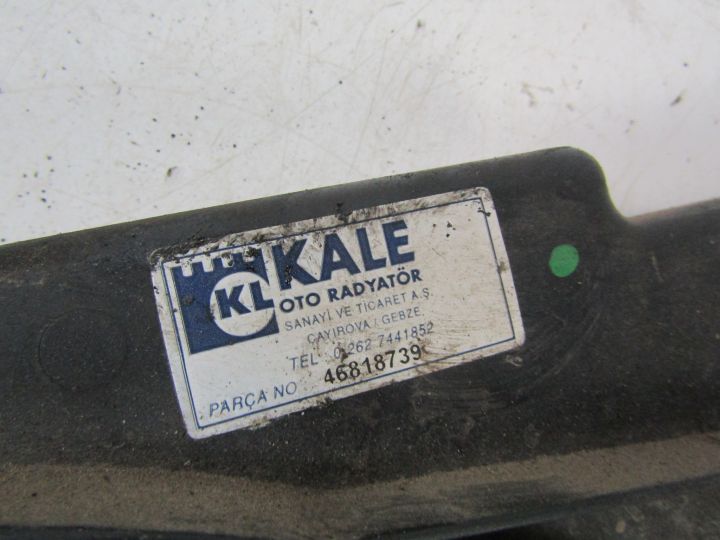 KL KALE
OTO RADYATÖR
SANAYİ VE TİCARET A.Ş.
ÇAYIROVA / GEBZE
TEL : 0.262 7441852
PARÇA NO 46818739